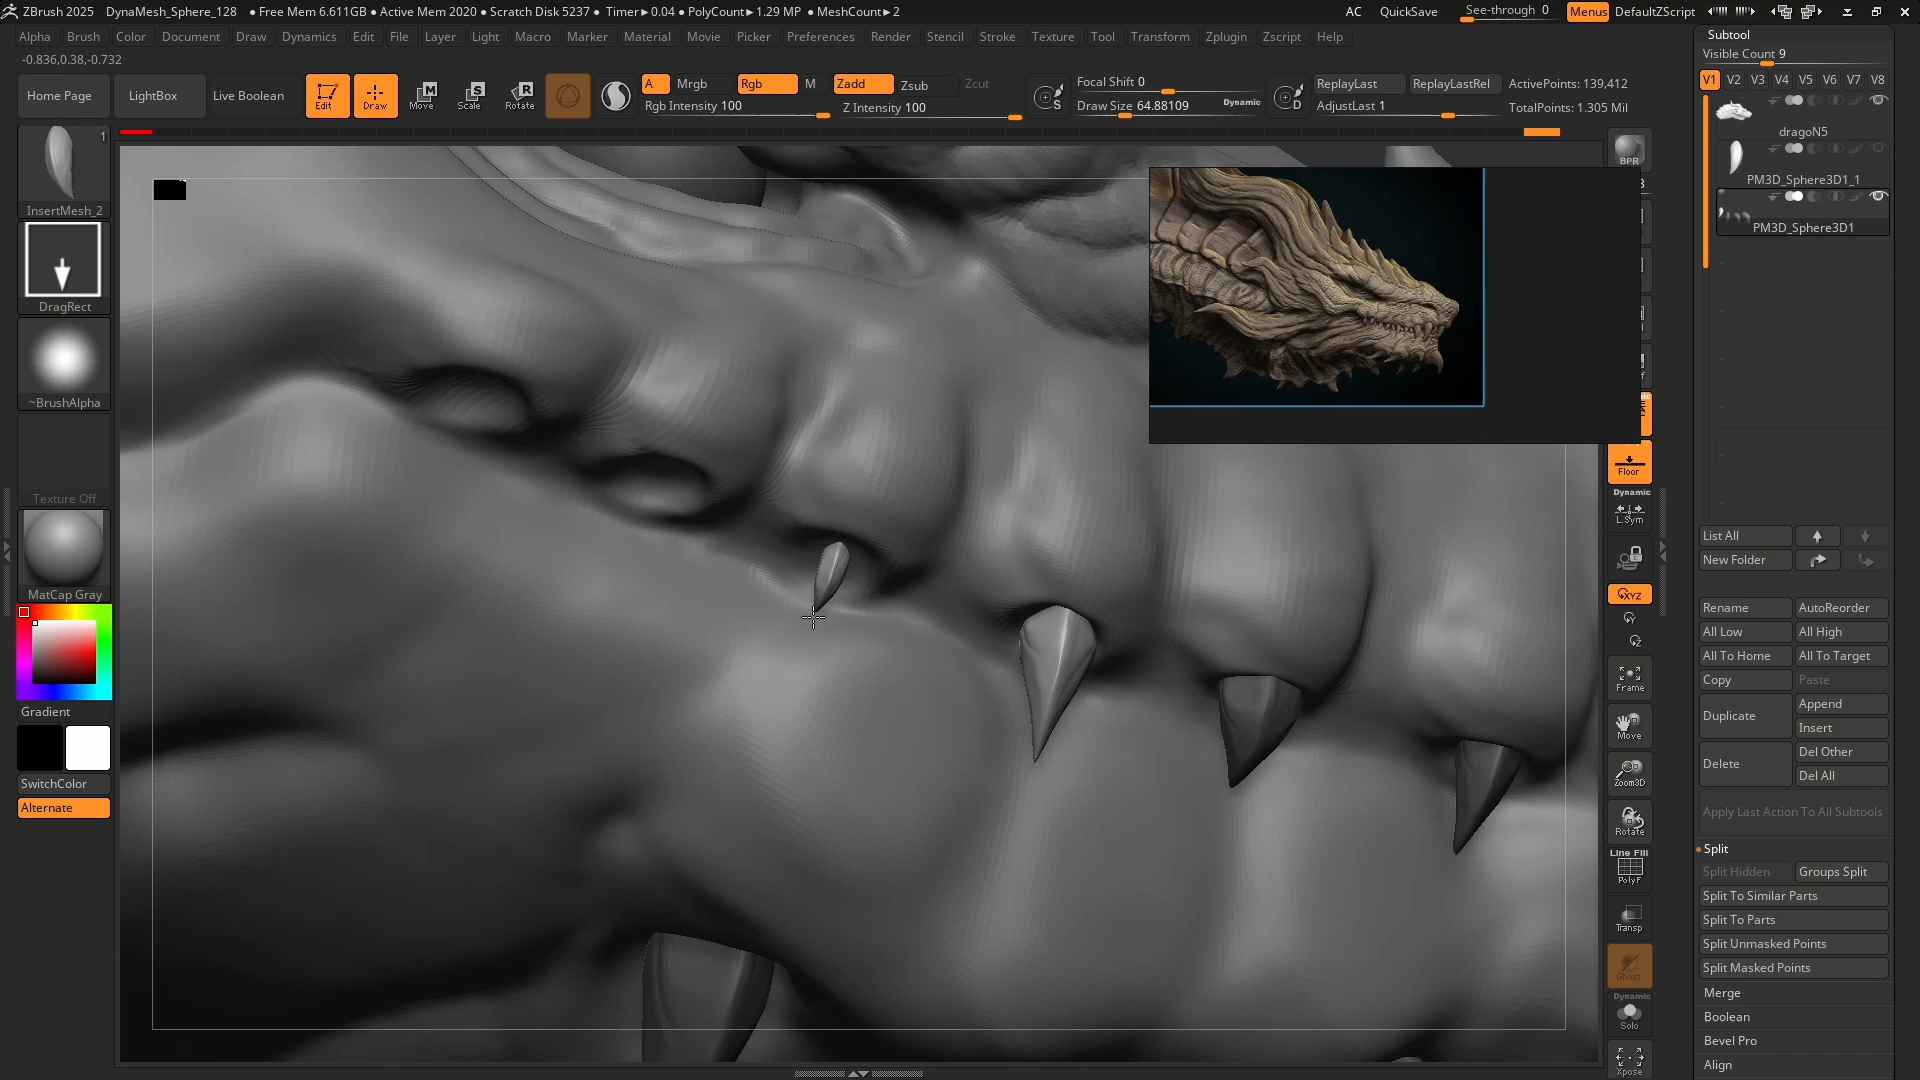 ZBrush 2025 DynaMesh_Sphere_128 • Free Mem 6.611GB • Active Mem 2020 • Scratch Disk 5237 • Timer►0.04 • PolyCount►1.29 MP • MeshCount►2 AC QuickSave See-through 0 Menus DefaultZScript
Alpha Brush Color Document Draw Dynamics Edit File Layer Light Macro Marker Material Movie Picker Preferences Render Stencil Stroke Texture Tool Transform Zplugin Zscript Help
-0.836,0.38,-0.732
Home Page LightBox Live Boolean Edit Draw Move Scale Rotate
M S R
A Mrgb Rgb M Zadd Zsub Zcut
Rgb Intensity 100 Z Intensity 100
Focal Shift 0
Draw Size 64.88109 Dynamic
S D
ReplayLast ReplayLastRel ActivePoints: 139,412
AdjustLast 1 TotalPoints: 1.305 Mil
1
InsertMesh_2
DragRect
~BrushAlpha
Texture Off
MatCap Gray
Gradient
SwitchColor
Alternate
BPR
Floor
Dynamic
L.Sym
XYZ
Y
Z
Frame
Move
Zoom3D
Rotate
Line Fill
PolyF
Transp
Ghost
Dynamic
Solo
Xpose
Subtool
Visible Count 9
V1 V2 V3 V4 V5 V6 V7 V8
dragoN5
PM3D_Sphere3D1_1
PM3D_Sphere3D1
List All
New Folder
Rename AutoReorder
All Low All High
All To Home All To Target
Copy Paste
Duplicate Append
Insert
Delete Del Other
Del All
Apply Last Action To All Subtools
Split
Split Hidden Groups Split
Split To Similar Parts
Split To Parts
Split Unmasked Points
Split Masked Points
Merge
Boolean
Bevel Pro
Align